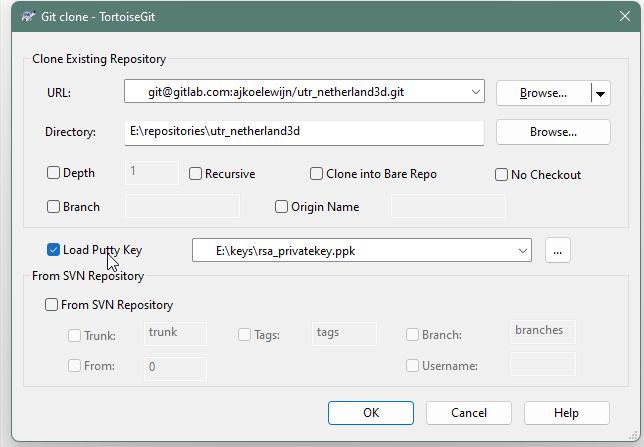 Git clone - TortoiseGit
Clone Existing Repository
URL: git@gitlab.com:ajkoelewijn/utr_netherland3d.git Browse...
Directory: E:\repositories\utr_netherland3d Browse...
Depth 1 Recursive Clone into Bare Repo No Checkout
Branch Origin Name
Load Putty Key E:\keys\rsa_privatekey.ppk ...
From SVN Repository
From SVN Repository
Trunk: trunk Tags: tags Branch: branches
From: 0 Username:
OK Cancel Help